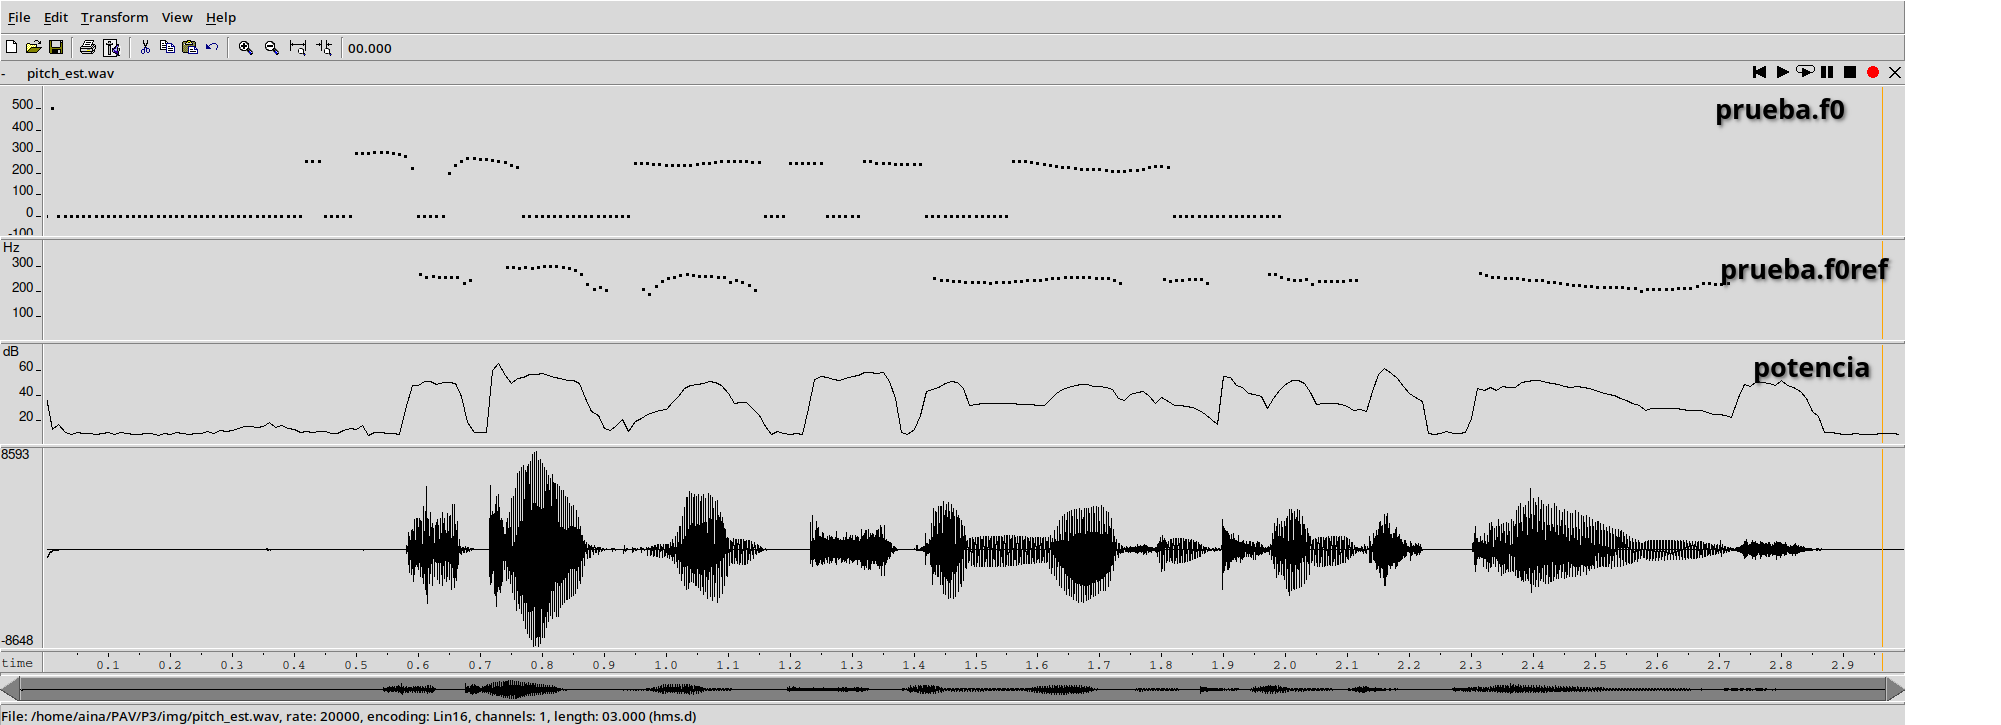 File Edit Transform View Help
00.000
- pitch_est.wav
500
400
300
200
100
0
-100
prueba.f0
Hz
300
200
100
prueba.f0ref
dB
60
40
20
potencia
8593
-8648
time 0.1 0.2 0.3 0.4 0.5 0.6 0.7 0.8 0.9 1.0 1.1 1.2 1.3 1.4 1.5 1.6 1.7 1.8 1.9 2.0 2.1 2.2 2.3 2.4 2.5 2.6 2.7 2.8 2.9
File: /home/aina/PAV/P3/img/pitch_est.wav, rate: 20000, encoding: Lin16, channels: 1, length: 03.000 (hms.d)